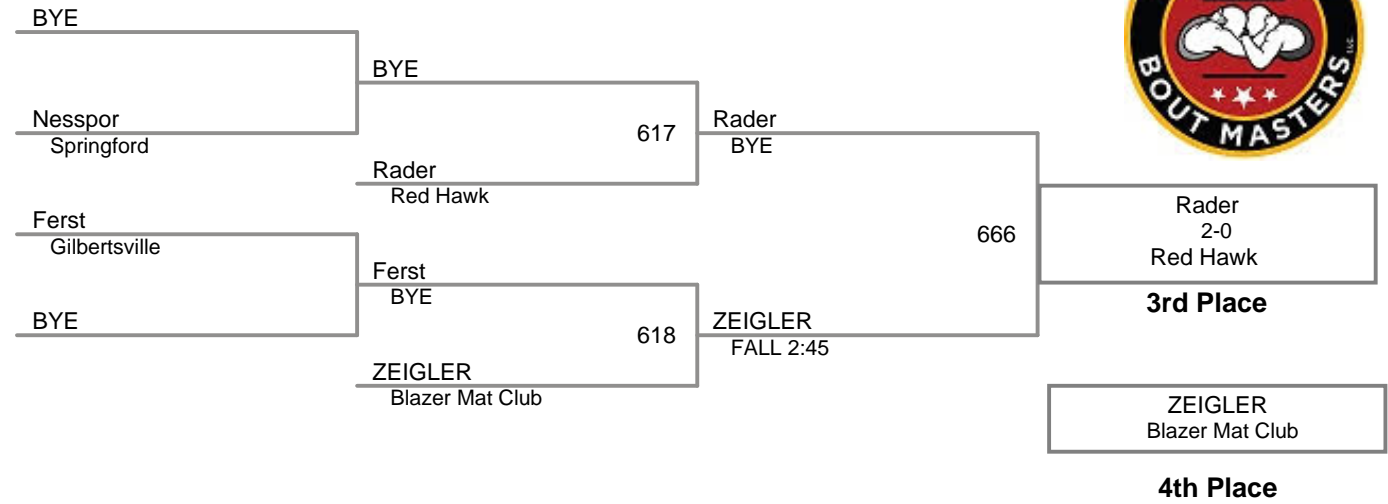 BYE
BYE
Nesspor
Springford
617
Rader
BYE
Rader
Red Hawk
Ferst
Gilbertsville
666
Rader
2-0
Red Hawk
3rd Place
Ferst
BYE
BYE
618
ZEIGLER
FALL 2:45
ZEIGLER
Blazer Mat Club
ZEIGLER
Blazer Mat Club
4th Place
BOUT MASTERS